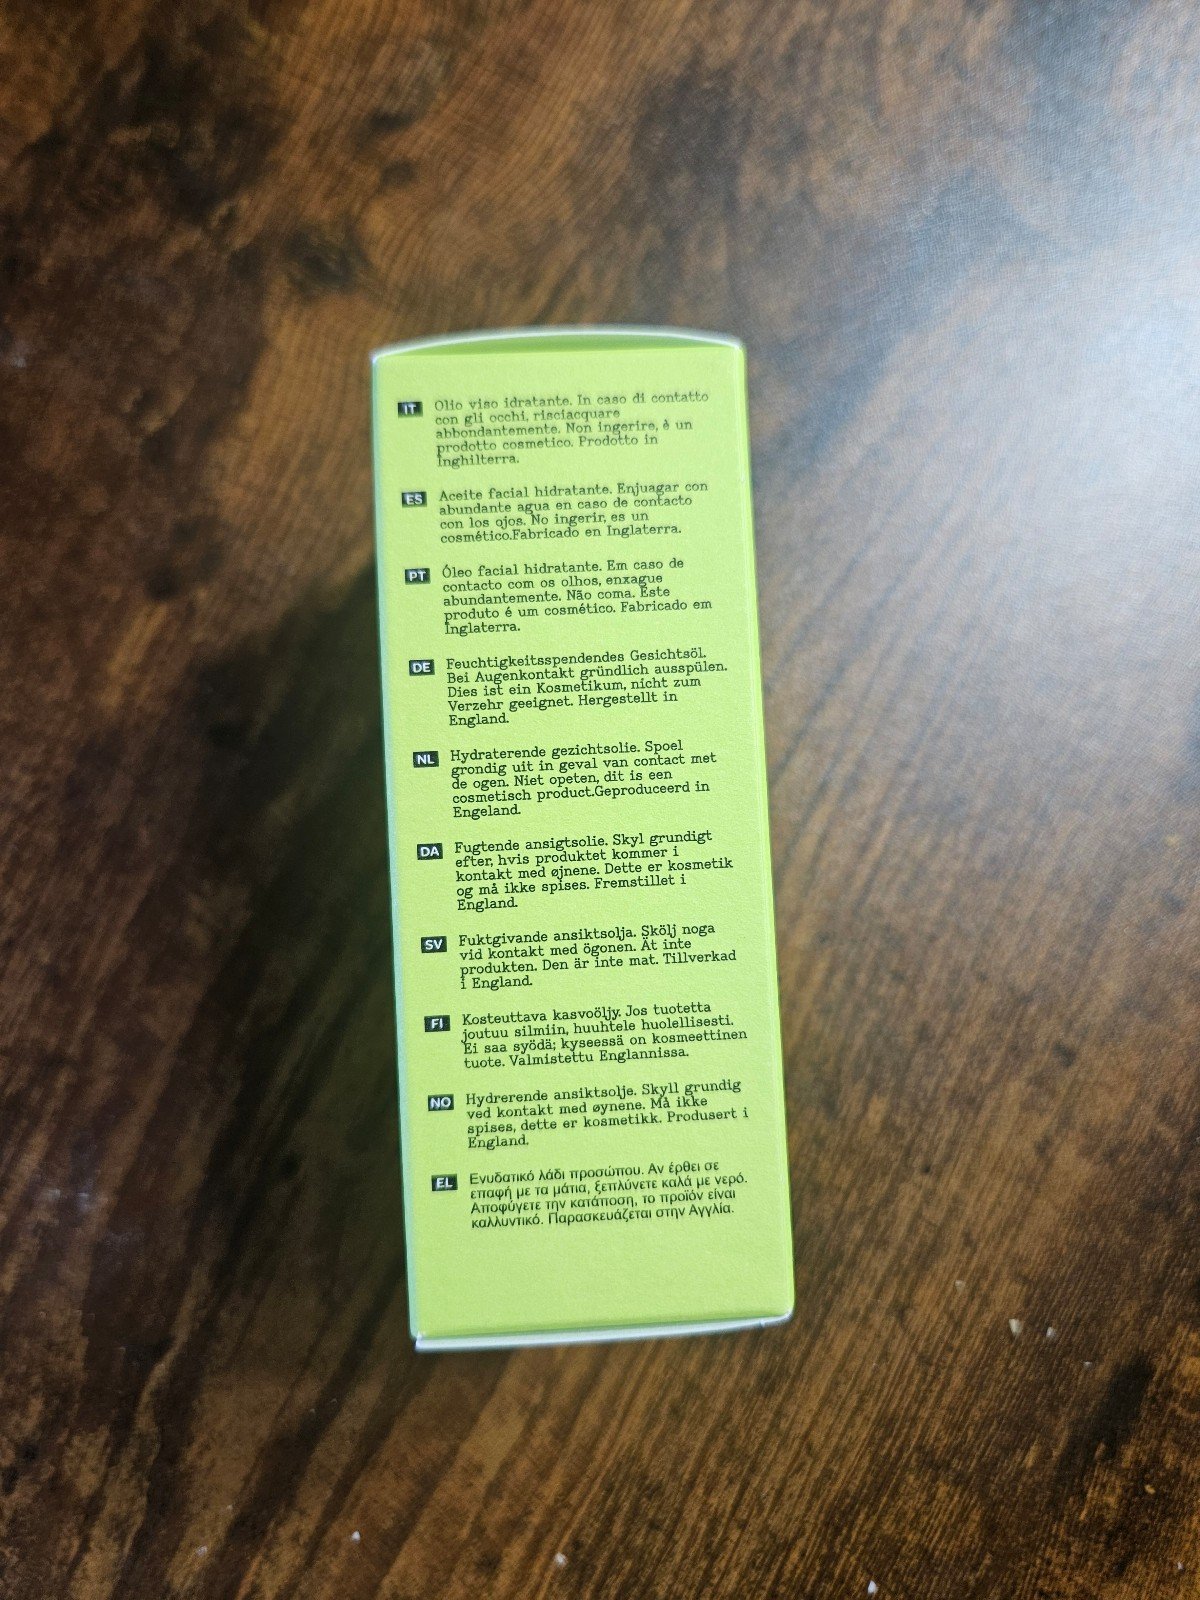 IT Olio viso idratante. In caso di contatto
con gli occhi, risciacquare
abbondantemente. Non ingerire, è un
prodotto cosmetico. Prodotto in
Inghilterra.
ES Aceite facial hidratante. Enjuagar con
abundante agua en caso de contacto
con los ojos. No ingerir, es un
cosmético.Fabricado en Inglaterra.
PT Óleo facial hidratante. Em caso de
contacto com os olhos, enxague
abundantemente. Não coma. Este
produto é um cosmético. Fabricado em
Inglaterra.
DE Feuchtigkeitsspendendes Gesichtsöl.
Bei Augenkontakt gründlich ausspülen.
Dies ist ein Kosmetikum, nicht zum
Verzehr geeignet. Hergestellt in
England.
NL Hydraterende gezichtsolie. Spoel
grondig uit in geval van contact met
de ogen. Niet opeten, dit is een
cosmetisch product.Geproduceerd in
Engeland.
DA Fugtende ansigtsolie. Skyl grundigt
efter, hvis produktet kommer i
kontakt med øjnene. Dette er kosmetik
og må ikke spises. Fremstillet i
England.
SV Fuktgivande ansiktsolja. Skölj noga
vid kontakt med ögonen. Ät inte
produkten. Den är inte mat. Tillverkad
i England.
FI Kosteuttava kasvoöljy. Jos tuotetta
joutuu silmiin, huuhtele huolellisesti.
Ei saa syödä; kyseessä on kosmeettinen
tuote. Valmistettu Englannissa.
NO Hydrerende ansiktsolje. Skyll grundig
ved kontakt med øynene. Må ikke
spises, dette er kosmetikk. Produsert i
England.
EL Ενυδατικό λάδι προσώπου. Αν έρθει σε
επαφή με τα μάτια, ξεπλύνετε καλά με νερό.
Αποφύγετε την κατάποση, το προϊόν είναι
καλλυντικό. Παρασκευάζεται στην Αγγλία.